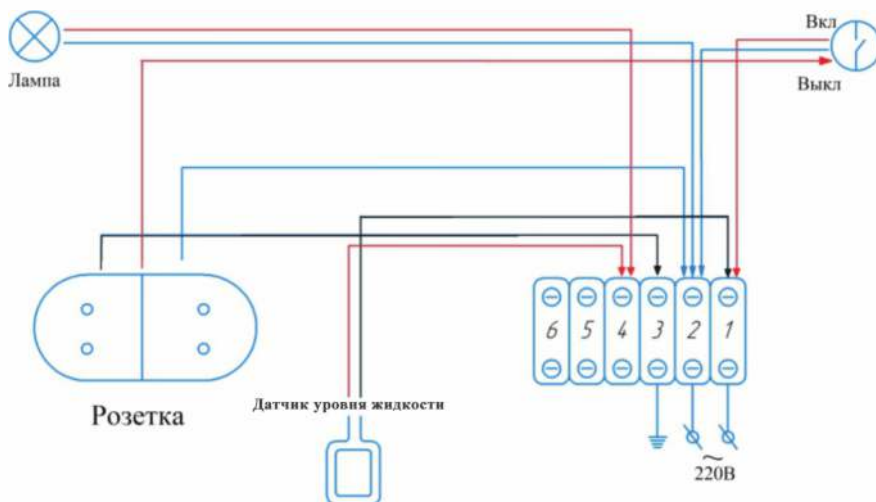 Вкл
Лампа
Выкл
6 5 4 3 2 1
Датчик уровня жидкости
Розетка
~
220В